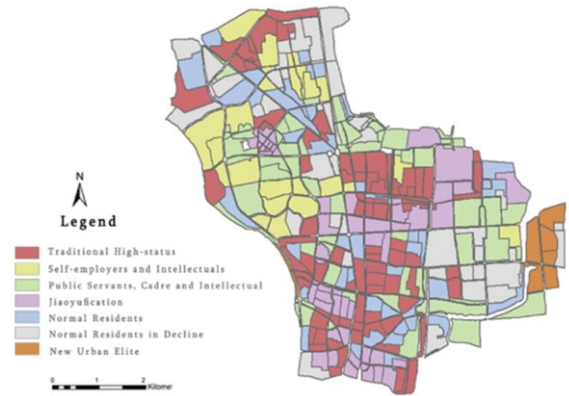 N
Legend
Traditional High-status
Self-employers and Intellectuals
Public Servants, Cadre and Intellectual
Jiaoyufication
Normal Residents
Normal Residents in Decline
New Urban Elite
0 1 2
Kilomer